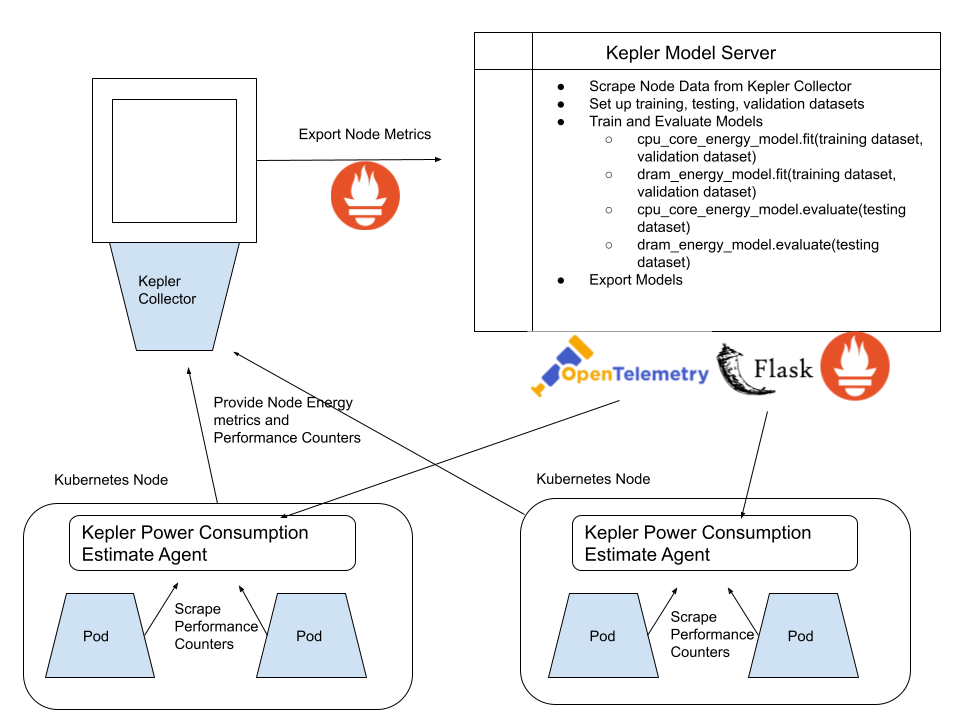 Kepler Model Server
● Scrape Node Data from Kepler Collector
● Set up training, testing, validation datasets
● Train and Evaluate Models
○ cpu_core_energy_model.fit(training dataset,
validation dataset)
○ dram_energy_model.fit(training dataset,
validation dataset)
○ cpu_core_energy_model.evaluate(testing
dataset)
○ dram_energy_model.evaluate(testing
dataset)
● Export Models
Export Node Metrics
Kepler
Collector
OpenTelemetry
Flask
Provide Node Energy
metrics and
Performance Counters
Kubernetes Node
Kepler Power Consumption
Estimate Agent
Pod
Scrape
Performance
Counters
Pod
Kubernetes Node
Kepler Power Consumption
Estimate Agent
Pod
Scrape
Performance
Counters
Pod